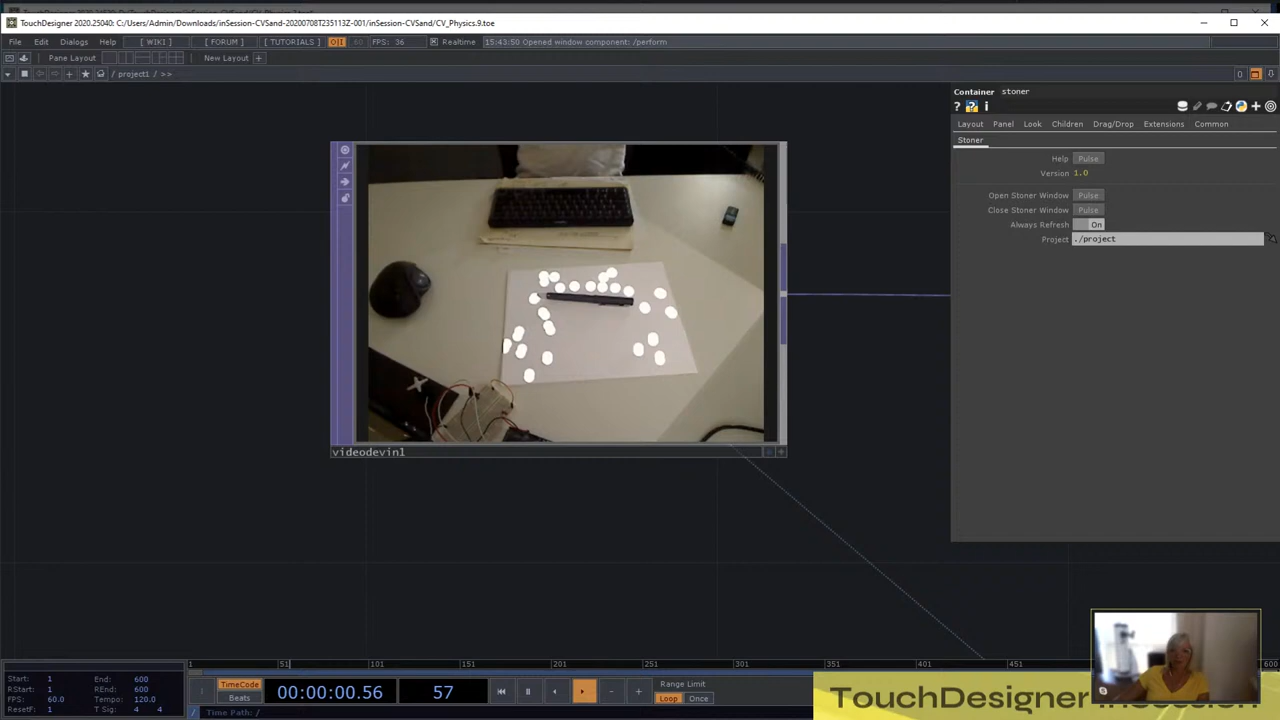 TouchDesigner 2020.25040: C:/Users/Admin/Downloads/inSession-CVSand-20200708T235113Z-001/inSession-CVSand/CV_Physics.9.toe
File Edit Dialogs Help [ WIKI ] [ FORUM ] [ TUTORIALS ] O|I 60 FPS: 36 Realtime 15:43:50 Opened window component: /perform
Pane Layout New Layout +
/ project1 / >> 0
Container stoner
? ? i
Layout Panel Look Children Drag/Drop Extensions Common
Stoner
Help Pulse
Version 1.0
Open Stoner Window Pulse
Close Stoner Window Pulse
Always Refresh On
Project ./project
videodevin1
1 51 101 151 201 251 301 351 451 600
Start: 1 End: 600
RStart: 1 REnd: 600
FPS: 60.0 Tempo: 120.0
ResetF: 1 T Sig: 4 4
TimeCode
Beats
00:00:00.56 57
Range Limit
Loop Once
Time Path: /
TouchDesigner InSession